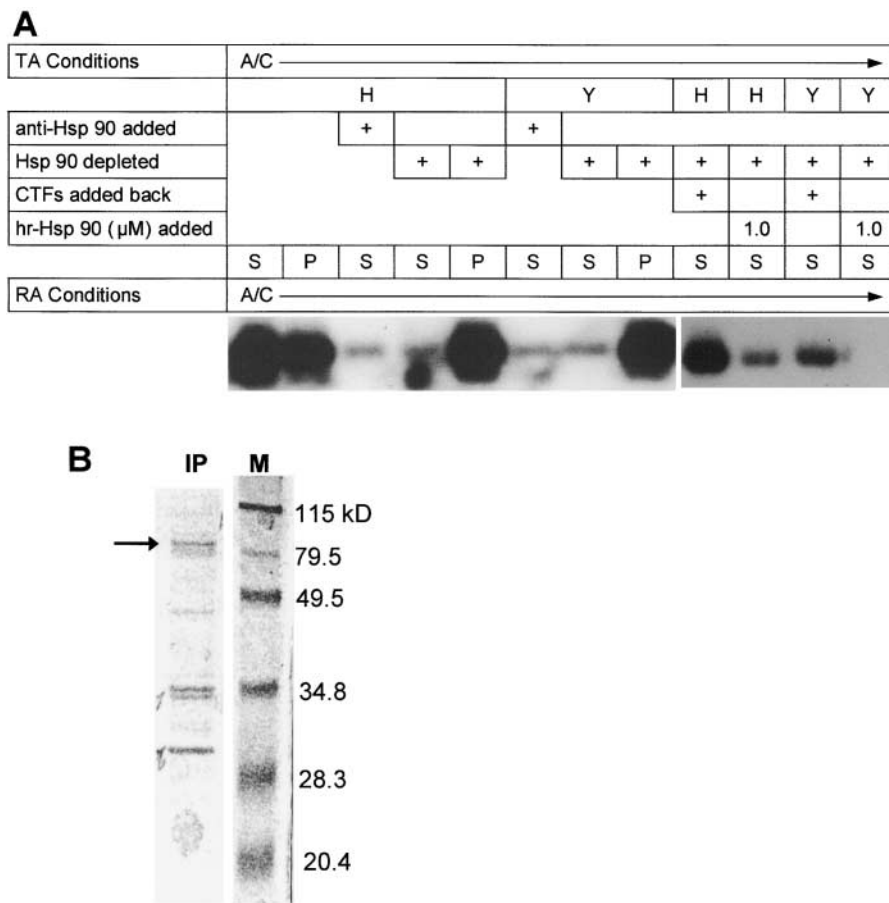 A
TA Conditions A/C
H Y H H Y Y
anti-Hsp 90 added + +
Hsp 90 depleted + + + + + + + +
CTFs added back + +
hr-Hsp 90 (µM) added 1.0 1.0
S P S S P S S P S S S S
RA Conditions A/C
B
IP M
115 kD
79.5
49.5
34.8
28.3
20.4